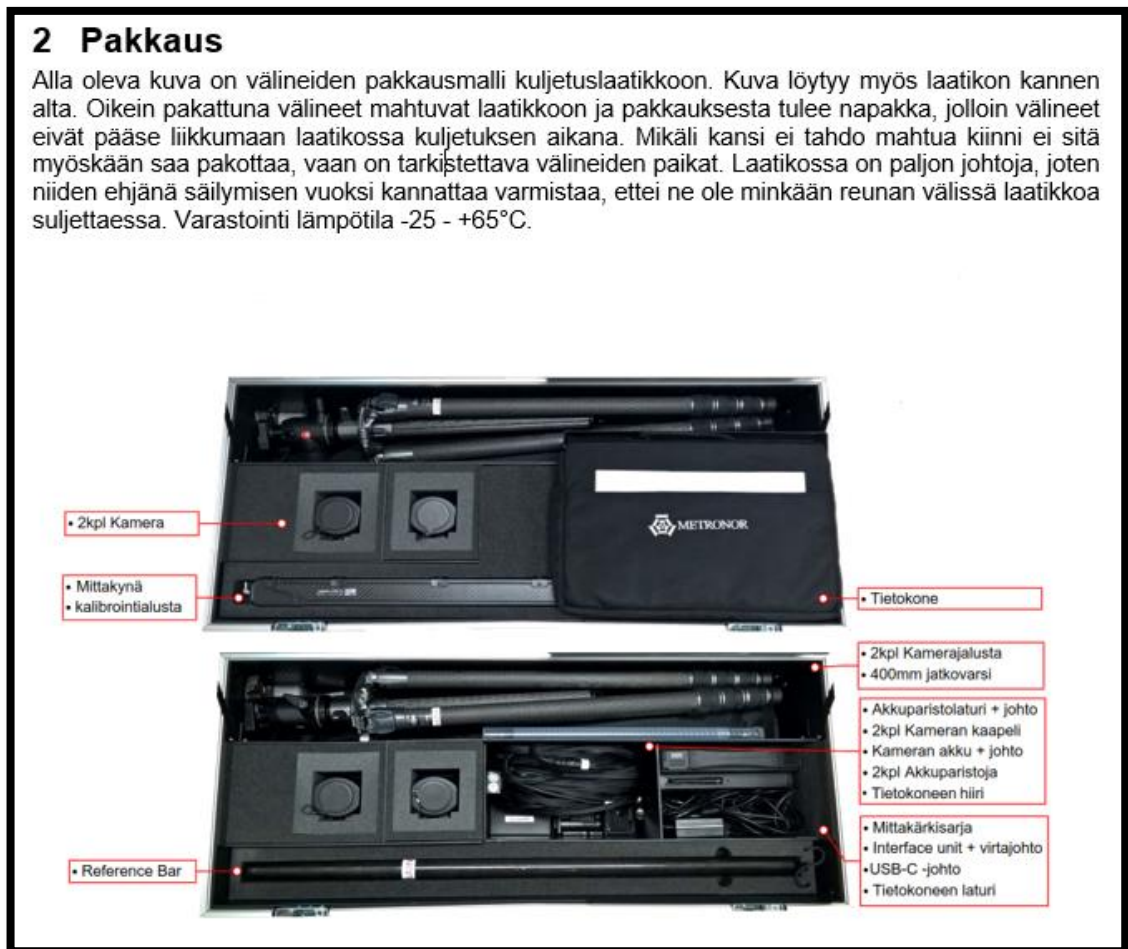 2 Pakkaus
Alla oleva kuva on välineiden pakkausmalli kuljetuslaatikkoon. Kuva löytyy myös laatikon kannen
alta. Oikein pakattuna välineet mahtuvat laatikkoon ja pakkauksesta tulee napakka, jolloin välineet
eivät pääse liikkumaan laatikossa kuljetuksen aikana. Mikäli kansi ei tahdo mahtua kiinni ei sitä
myöskään saa pakottaa, vaan on tarkistettava välineiden paikat. Laatikossa on paljon johtoja, joten
niiden ehjänä säilymisen vuoksi kannattaa varmistaa, ettei ne ole minkään reunan välissä laatikkoa
suljettaessa. Varastointi lämpötila -25 - +65°C.
METRONOR
• 2kpl Kamera
• Mittakynä
• kalibrointialusta
• Tietokone
• 2kpl Kamerajalusta
• 400mm jatkovarsi
• Akkuparistolaturi + johto
• 2kpl Kameran kaapeli
• Kameran akku + johto
• 2kpl Akkuparistoja
• Tietokoneen hiiri
• Mittakärkisarja
• Interface unit + virtajohto
•USB-C -johto
• Tietokoneen laturi
• Reference Bar